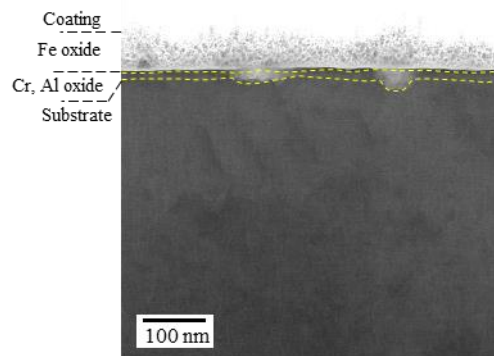 Coating
Fe oxide
Cr, Al oxide
Substrate
100 nm